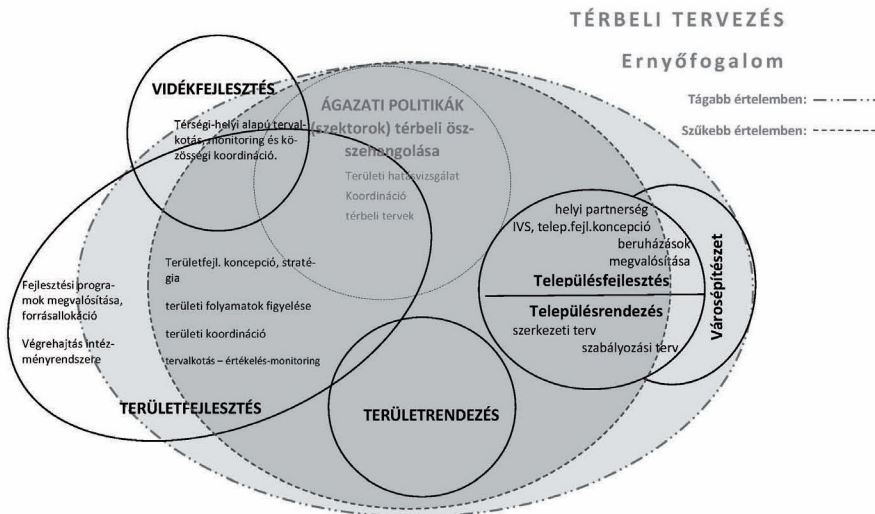 TÉRBELI TERVEZÉS
Ernyőfogalom
Tágabb értelemben:
Szűkebb értelemben:
VIDÉKFEJLESZTÉS
Térségi-helyi alapú terval-
kotás, monitoring és kö-
zösségi koordináció.
ÁGAZATI POLITIKÁK
(szektorok) térbeli ösz-
szehangolása
Területi hatásvizsgálat
Koordináció
térbeli tervek
helyi partnerség
IVS, telep.fejl.koncepció
beruházások
megvalósítása
Településfejlesztés
Településrendezés
szerkezeti terv
szabályozási terv
Városépítészet
Területfejl. koncepció, straté-
gia
területi folyamatok figyelése
területi koordináció
tervalkotás – értékelés-monitoring
Fejlesztési progra-
mok megvalósítása,
forrásallokáció
Végrehajtás intéz-
ményrendszere
TERÜLETFEJLESZTÉS
TERÜLETRENDEZÉS